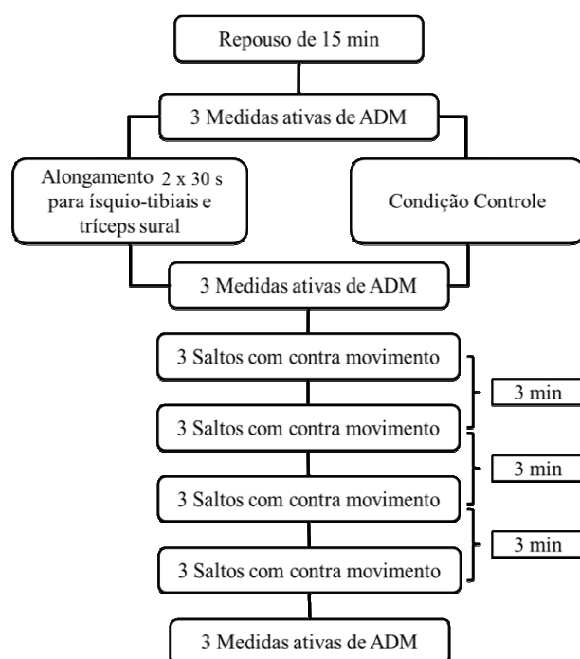 Repouso de 15 min
3 Medidas ativas de ADM
Alongamento 2 x 30 s
para ísquio-tibiais e
tríceps sural
Condição Controle
3 Medidas ativas de ADM
3 Saltos com contra movimento
3 min
3 Saltos com contra movimento
3 min
3 Saltos com contra movimento
3 min
3 Saltos com contra movimento
3 Medidas ativas de ADM